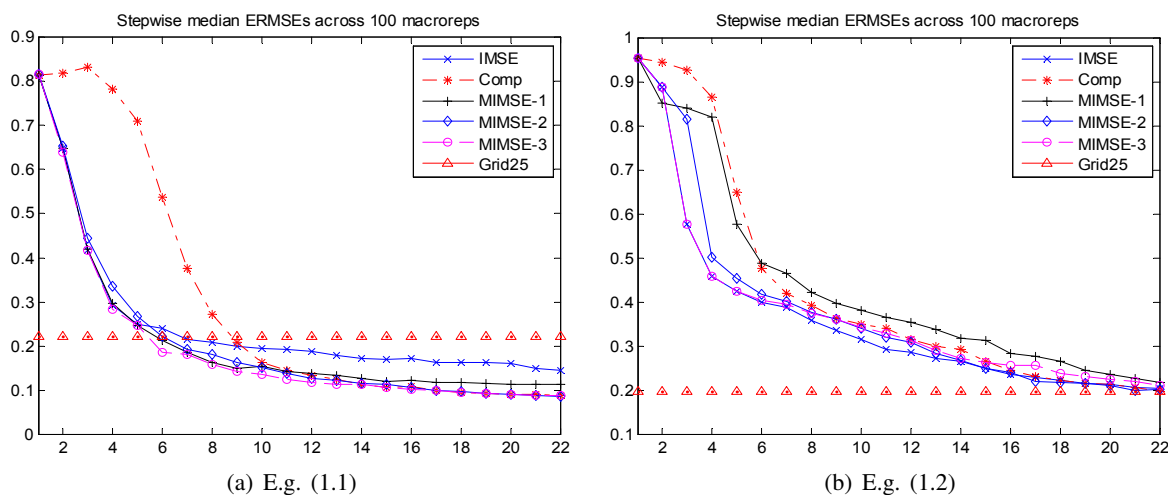 Stepwise median ERMSEs across 100 macroreps
0.9
0.8
0.7
0.6
0.5
0.4
0.3
0.2
0.1
0
2 4 6 8 10 12 14 16 18 20 22
IMSE
Comp
MIMSE-1
MIMSE-2
MIMSE-3
Grid25
(a) E.g. (1.1)
Stepwise median ERMSEs across 100 macroreps
1
0.9
0.8
0.7
0.6
0.5
0.4
0.3
0.2
0.1
2 4 6 8 10 12 14 16 18 20 22
IMSE
Comp
MIMSE-1
MIMSE-2
MIMSE-3
Grid25
(b) E.g. (1.2)